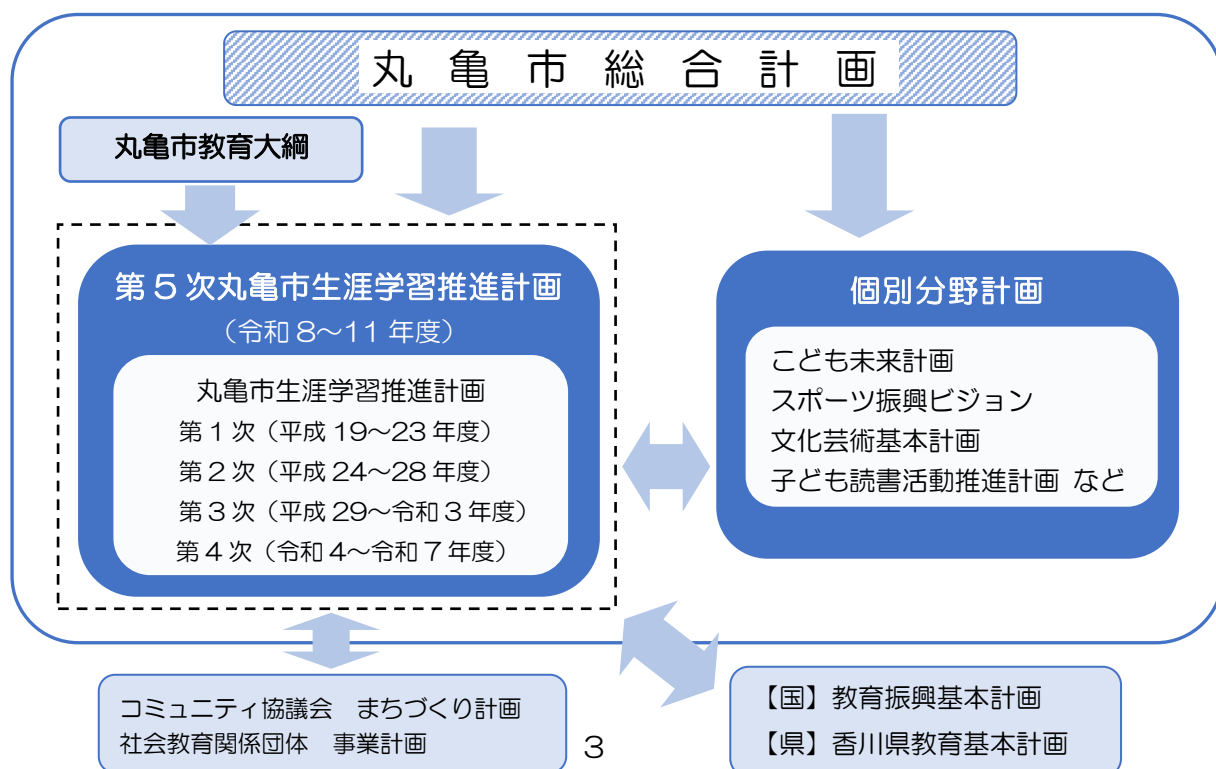 丸亀市総合計画
丸亀市教育大綱
第５次丸亀市生涯学習推進計画
（令和８～11 年度）
丸亀市生涯学習推進計画
第１次（平成 19～23 年度）
第２次（平成 24～28 年度）
第３次（平成 29～令和３年度）
第４次（令和４～令和７年度）
個別分野計画
こども未来計画
スポーツ振興ビジョン
文化芸術基本計画
子ども読書活動推進計画 など
コミュニティ協議会　まちづくり計画
社会教育関係団体　事業計画
【国】教育振興基本計画
【県】香川県教育基本計画
3